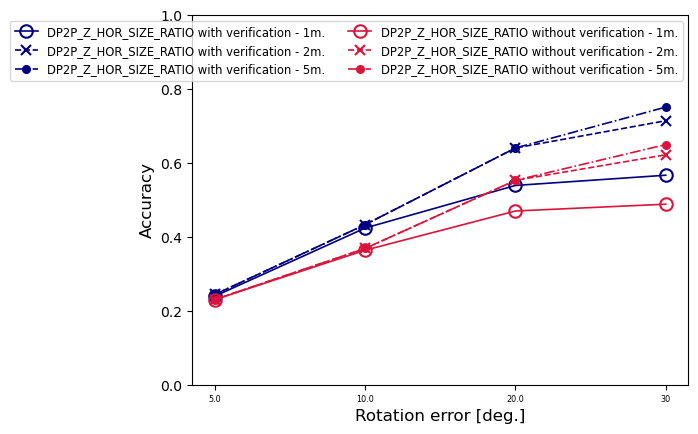 1.0
DP2P_Z_HOR_SIZE_RATIO with verification - 1m.
DP2P_Z_HOR_SIZE_RATIO with verification - 2m.
DP2P_Z_HOR_SIZE_RATIO with verification - 5m.
DP2P_Z_HOR_SIZE_RATIO without verification - 1m.
DP2P_Z_HOR_SIZE_RATIO without verification - 2m.
DP2P_Z_HOR_SIZE_RATIO without verification - 5m.
0.8
0.6
0.4
0.2
0.0
Accuracy
5.0 10.0 20.0 30
Rotation error [deg.]